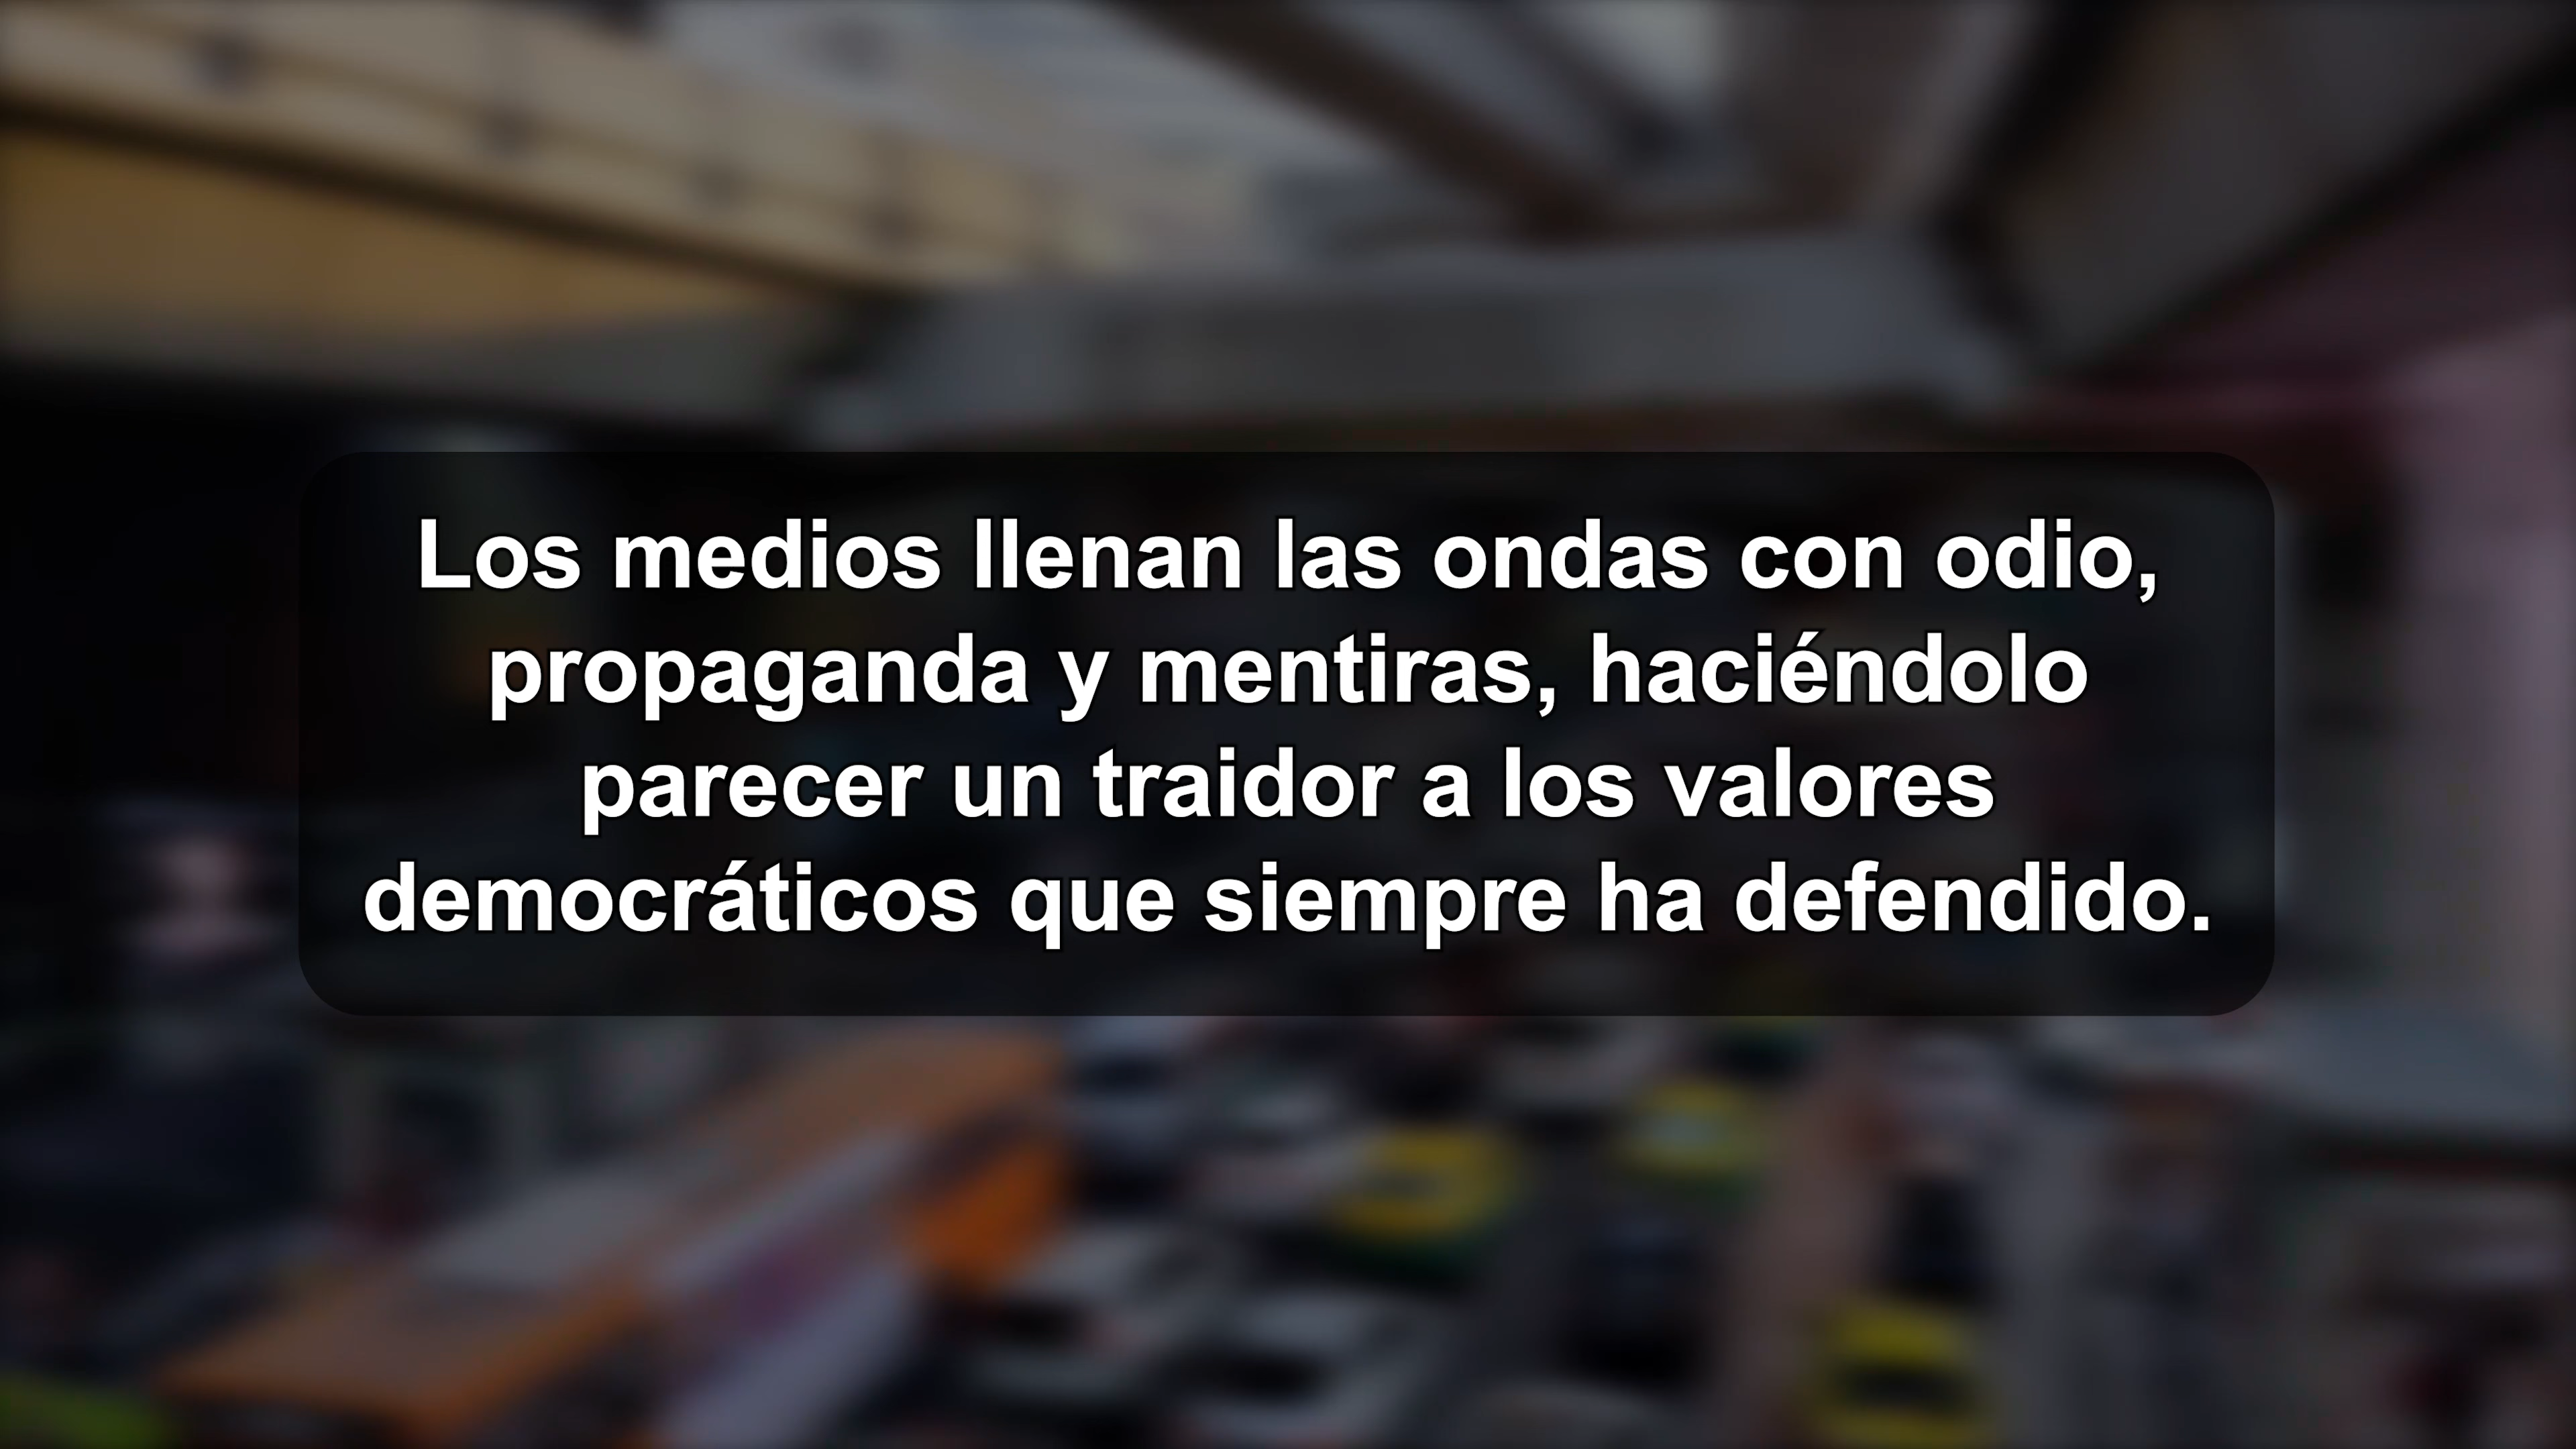 Los medios llenan las ondas con odio,
propaganda y mentiras, haciéndolo
parecer un traidor a los valores
democráticos que siempre ha defendido.